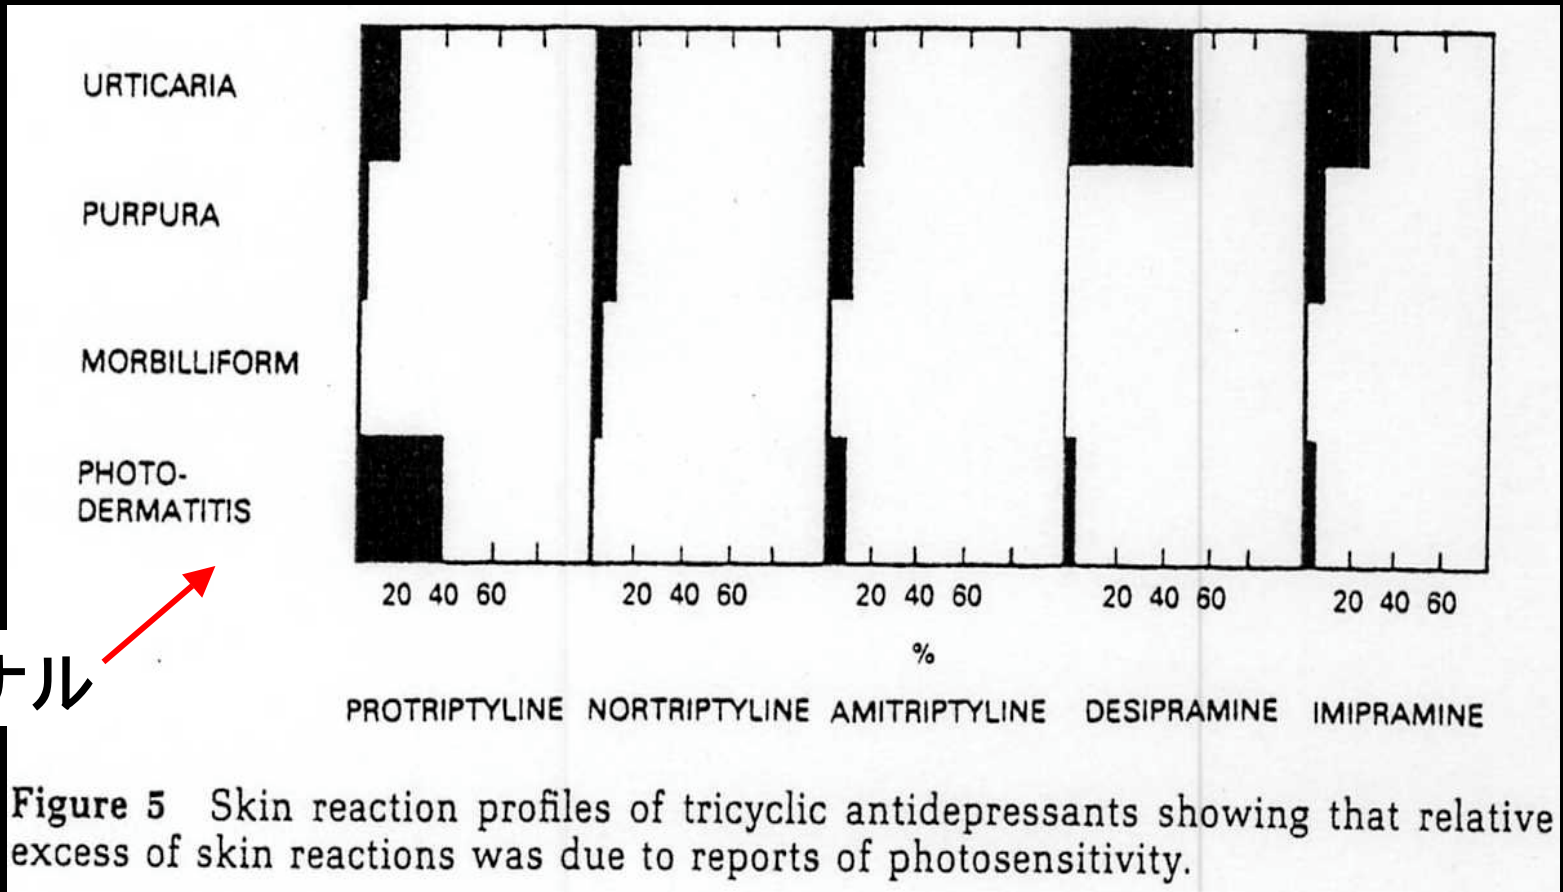 URTICARIA
PURPURA
MORBILLIFORM
PHOTO-
DERMATITIS
20 40 60 20 40 60 20 40 60 20 40 60 20 40 60
%
ナル
PROTRIPTYLINE NORTRIPTYLINE AMITRIPTYLINE DESIPRAMINE IMIPRAMINE
Figure 5 Skin reaction profiles of tricyclic antidepressants showing that relative
excess of skin reactions was due to reports of photosensitivity.